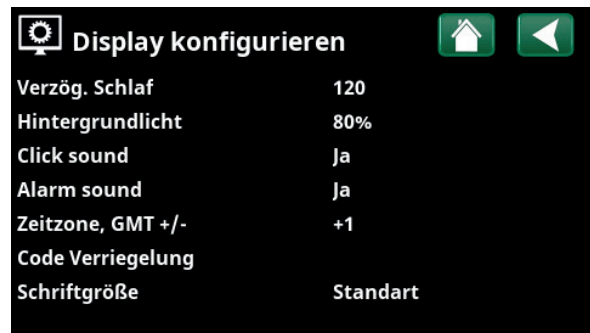 Display konfigurieren
Verzög. Schlaf 120
Hintergrundlicht 80%
Click sound Ja
Alarm sound Ja
Zeitzone, GMT +/- +1
Code Verriegelung
Schriftgröße Standart